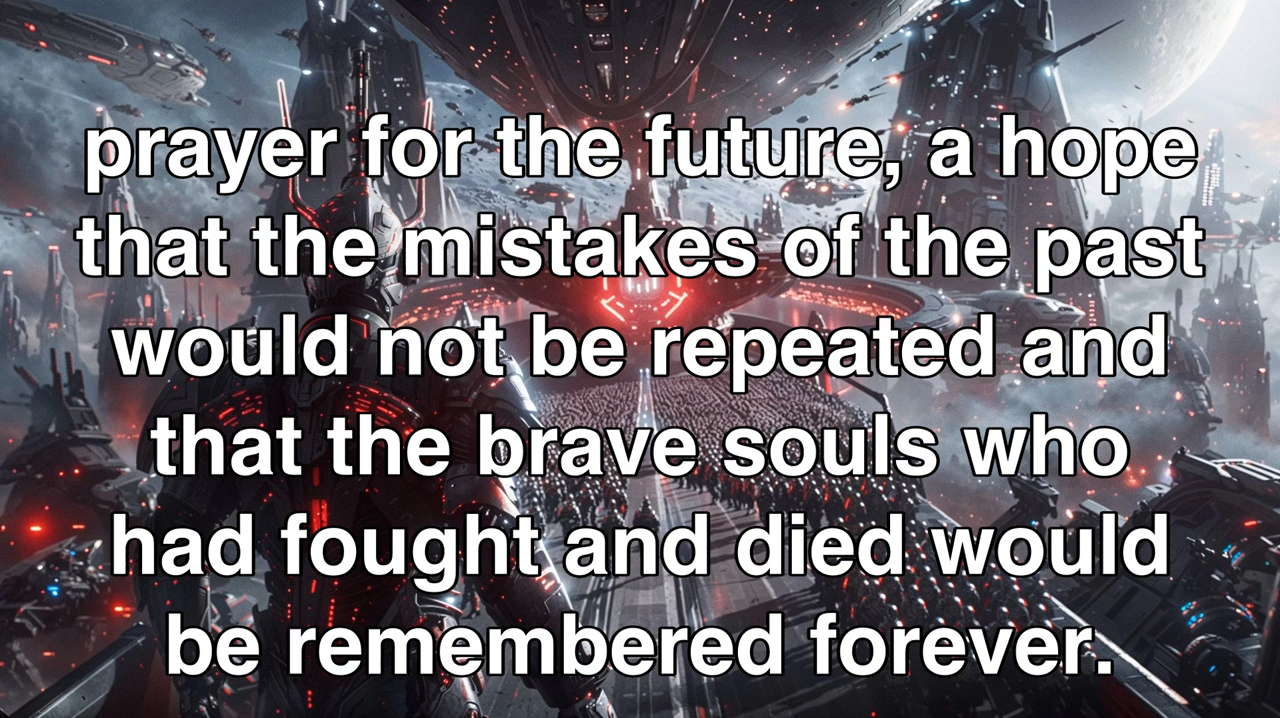 prayer for the future, a hope
that the mistakes of the past
would not be repeated and
that the brave souls who
had fought and died would
be remembered forever.